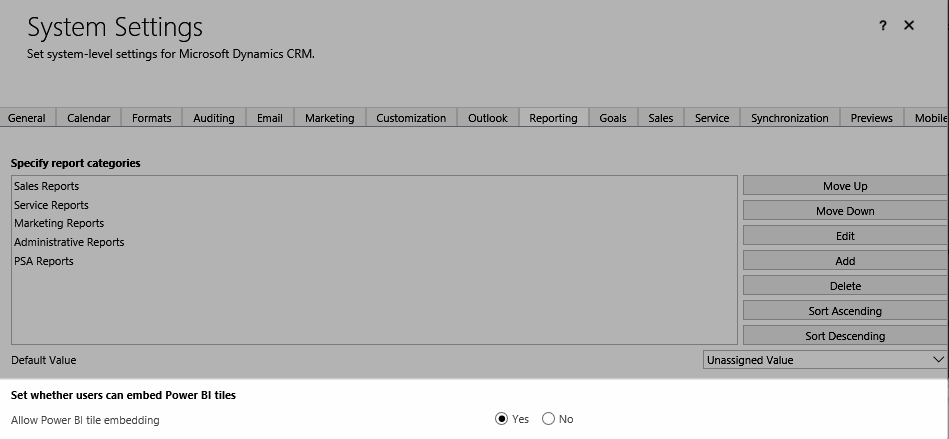 System Settings
? ×
Set system-level settings for Microsoft Dynamics CRM.
General Calendar Formats Auditing Email Marketing Customization Outlook Reporting Goals Sales Service Synchronization Previews Mobile
Specify report categories
Sales Reports
Service Reports
Marketing Reports
Administrative Reports
PSA Reports
Move Up
Move Down
Edit
Add
Delete
Sort Ascending
Sort Descending
Default Value
Unassigned Value
Set whether users can embed Power BI tiles
Allow Power BI tile embedding
Yes No